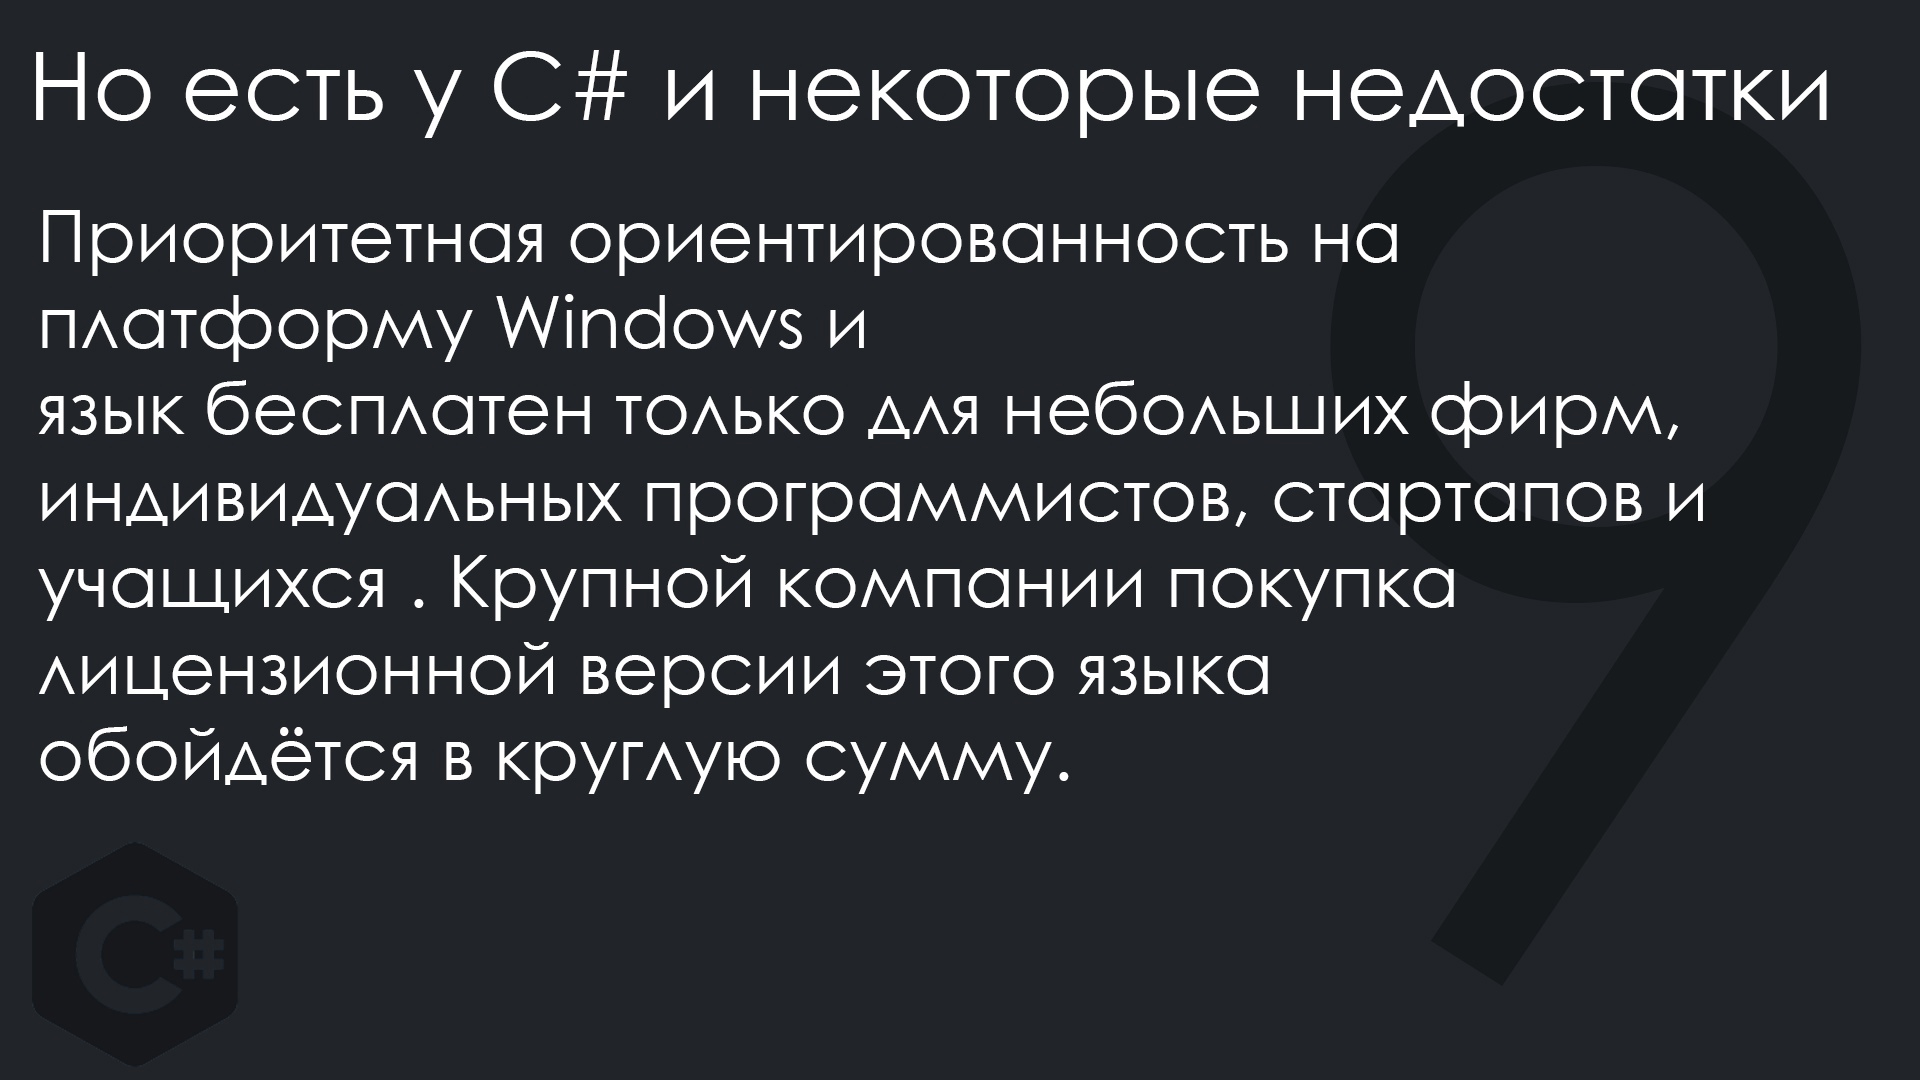 Но есть у C# и некоторые недостатки
Приоритетная ориентированность на
платформу Windows и
язык бесплатен только для небольших фирм,
индивидуальных программистов, стартапов и
учащихся . Крупной компании покупка
лицензионной версии этого языка
обойдётся в круглую сумму.
9
C#